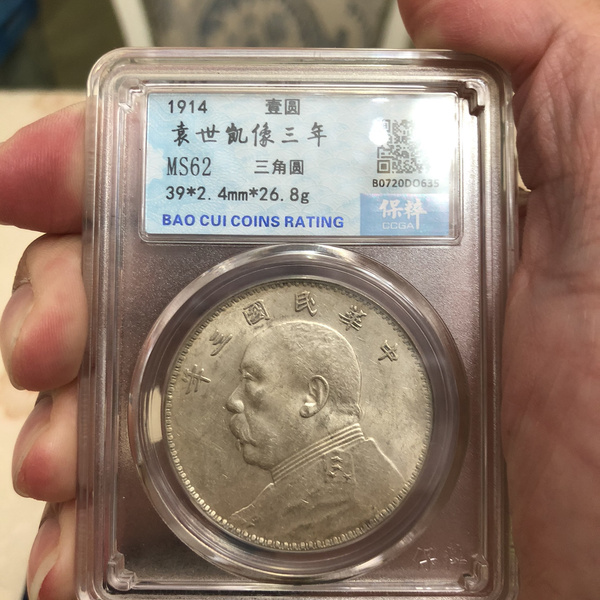 1914 壹圆
袁世凯像三年
MS62 三角圆
39*2.4mm*26.8g
B0720D0635
BAO CUI COINS RATING
保粹
CCGA
年三國民華中